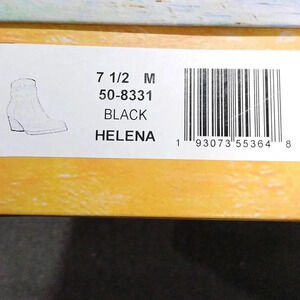 7 1/2 M
50-8331
BLACK
HELENA
1 93073 55364 8